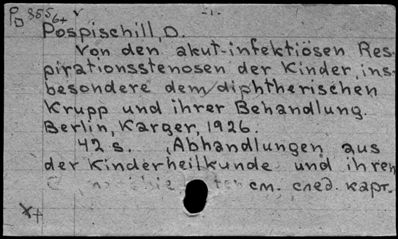 -1-
Pospischill, D.
Von den akut-infektiösen Res-
pirationsstenosen der Kinder, ins-
besondere dem diphtherischen
Krupp und ihrer Behandlung.
Berlin, Karger, 1926.
42 s. Abhandlungen aus
der Kinderheilkunde und ihren
см. след. карт.